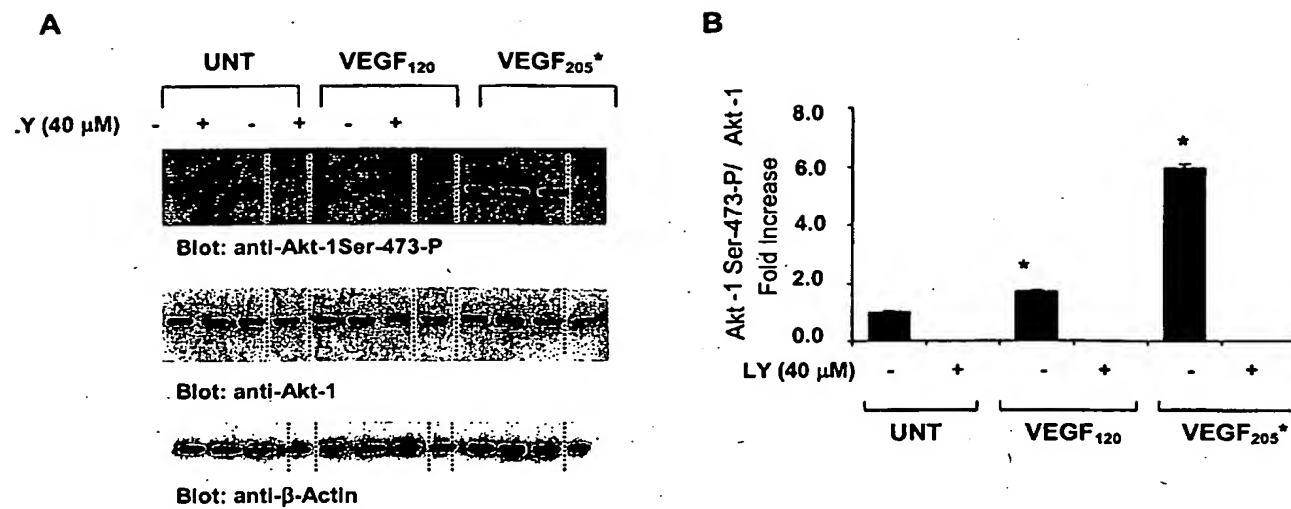 A
UNT VEGF₁₂₀ VEGF₂₀₅*
.Y (40 µM) - + - + - +
Blot: anti-Akt-1Ser-473-P
Blot: anti-Akt-1
Blot: anti-β-Actin
B
Akt -1 Ser-473-P/ Akt -1
Fold Increase
8.0
6.0
4.0
2.0
0.0
*
*
LY (40 µM) - + - + - +
UNT VEGF₁₂₀ VEGF₂₀₅*